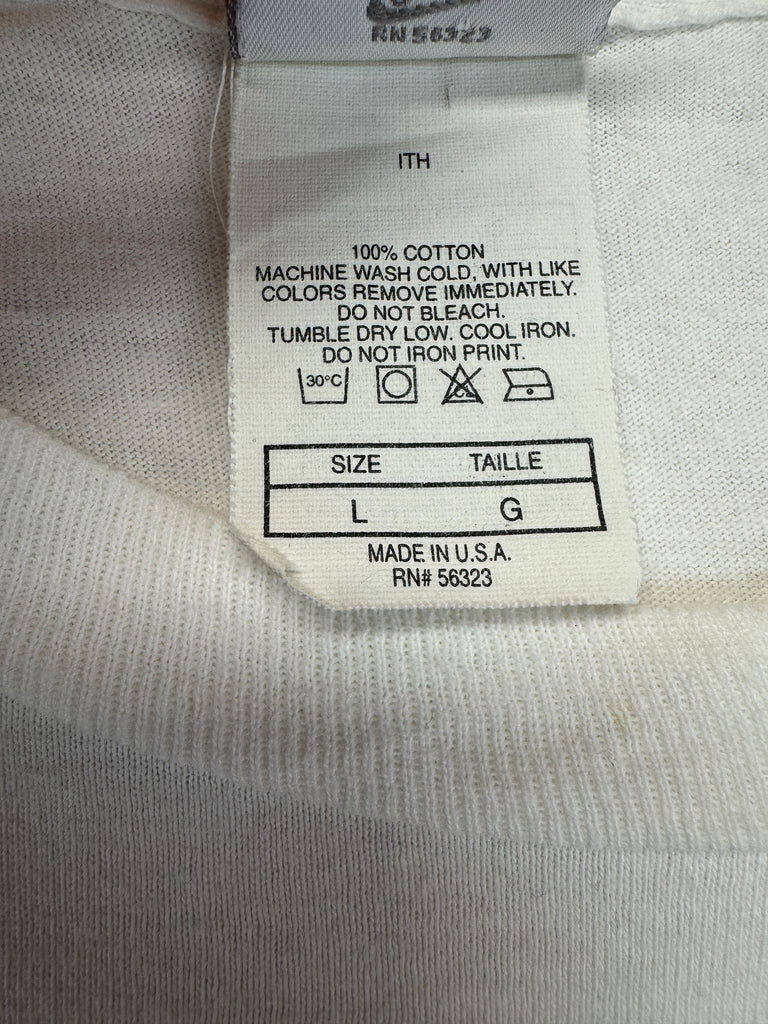 RN 56323
ITH
100% COTTON
MACHINE WASH COLD, WITH LIKE
COLORS REMOVE IMMEDIATELY.
DO NOT BLEACH.
TUMBLE DRY LOW. COOL IRON.
DO NOT IRON PRINT.
30°C CL
SIZE TAILLE
L G
MADE IN U.S.A.
RN# 56323